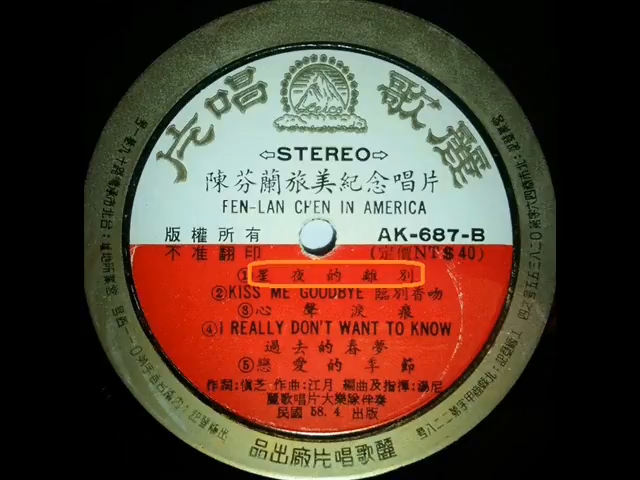 麗歌唱片
⇦STEREO⇨
陳芬蘭旅美紀念唱片
FEN-LAN CHEN IN AMERICA
版權所有 AK-687-B
不准翻印 (定價NT$40)
①星夜的離別
②KISS ME GOODBYE 臨別香吻
③心聲淚痕
④I REALLY DON'T WANT TO KNOW
過去的春夢
⑤戀愛的季節
作詞:愼芝 作曲:江月 編曲及指揮:湯尼
麗歌唱片大樂隊伴奏
民國 58.4. 出版
麗歌唱片廠出品